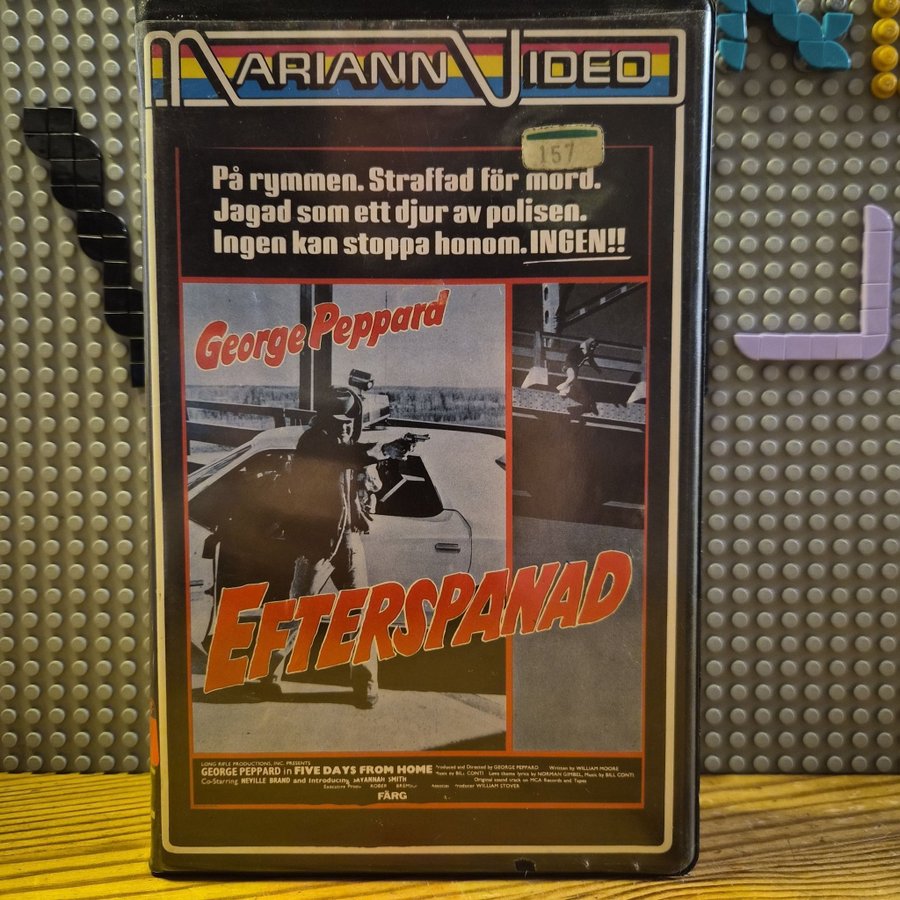 MARIANN VIDEO
157
På rymmen. Straffad för mord.
Jagad som ett djur av polisen.
Ingen kan stoppa honom. INGEN!!
George Peppard
EFTERSPANAD
LONG RIFLE PRODUCTIONS, INC. PRESENTS
GEORGE PEPPARD in FIVE DAYS FROM HOME Produced and Directed by GEORGE PEPPARD Written by WILLIAM MOORE
Co-Starring NEVILLE BRAND and Introducing SAVANNAH SMITH Music by BILL CONTI Love theme lyrics by NORMAN GIMBEL, Music by BILL CONTI
Original sound track on MCA Records and Tapes
Executive Produ Producer WILLIAM STOVER
FÄRG